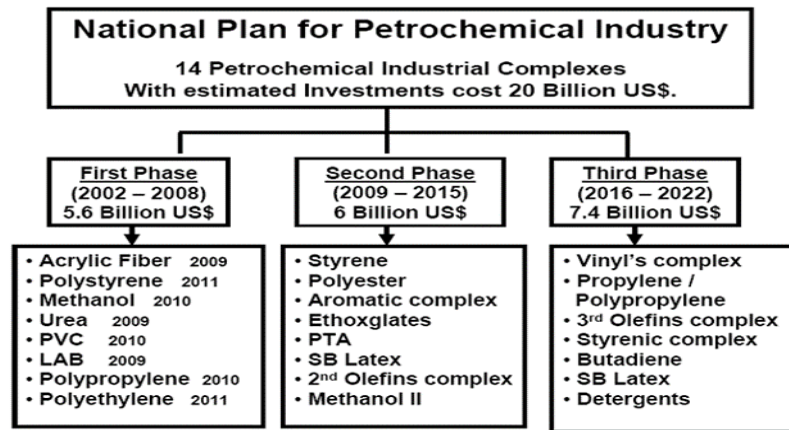 National Plan for Petrochemical Industry
14 Petrochemical Industrial Complexes
With estimated Investments cost 20 Billion US$.
First Phase
(2002 – 2008)
5.6 Billion US$
• Acrylic Fiber 2009
• Polystyrene 2011
• Methanol 2010
• Urea 2009
• PVC 2010
• LAB 2009
• Polypropylene 2010
• Polyethylene 2011
Second Phase
(2009 – 2015)
6 Billion US$
• Styrene
• Polyester
• Aromatic complex
• Ethoxglates
• PTA
• SB Latex
• 2nd Olefins complex
• Methanol II
Third Phase
(2016 – 2022)
7.4 Billion US$
• Vinyl's complex
• Propylene /
Polypropylene
• 3rd Olefins complex
• Styrenic complex
• Butadiene
• SB Latex
• Detergents